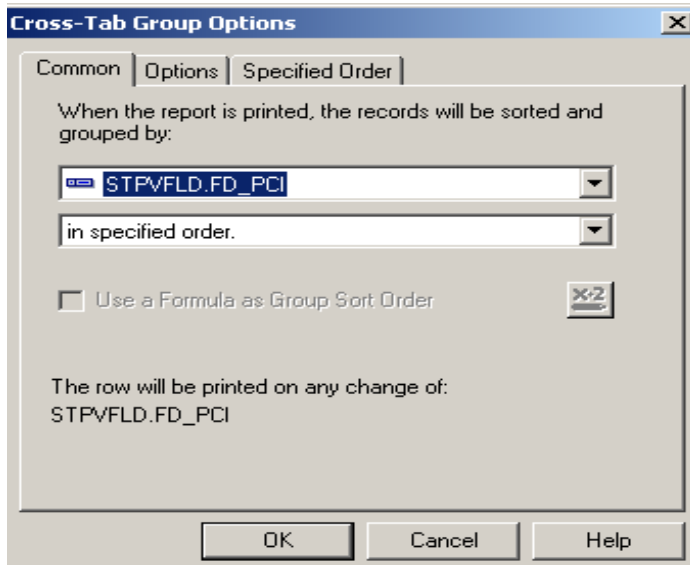 Cross-Tab Group Options
Common Options Specified Order
When the report is printed, the records will be sorted and
grouped by:
STPVFLD.FD_PCI
in specified order.
Use a Formula as Group Sort Order X+2
The row will be printed on any change of:
STPVFLD.FD_PCI
OK Cancel Help